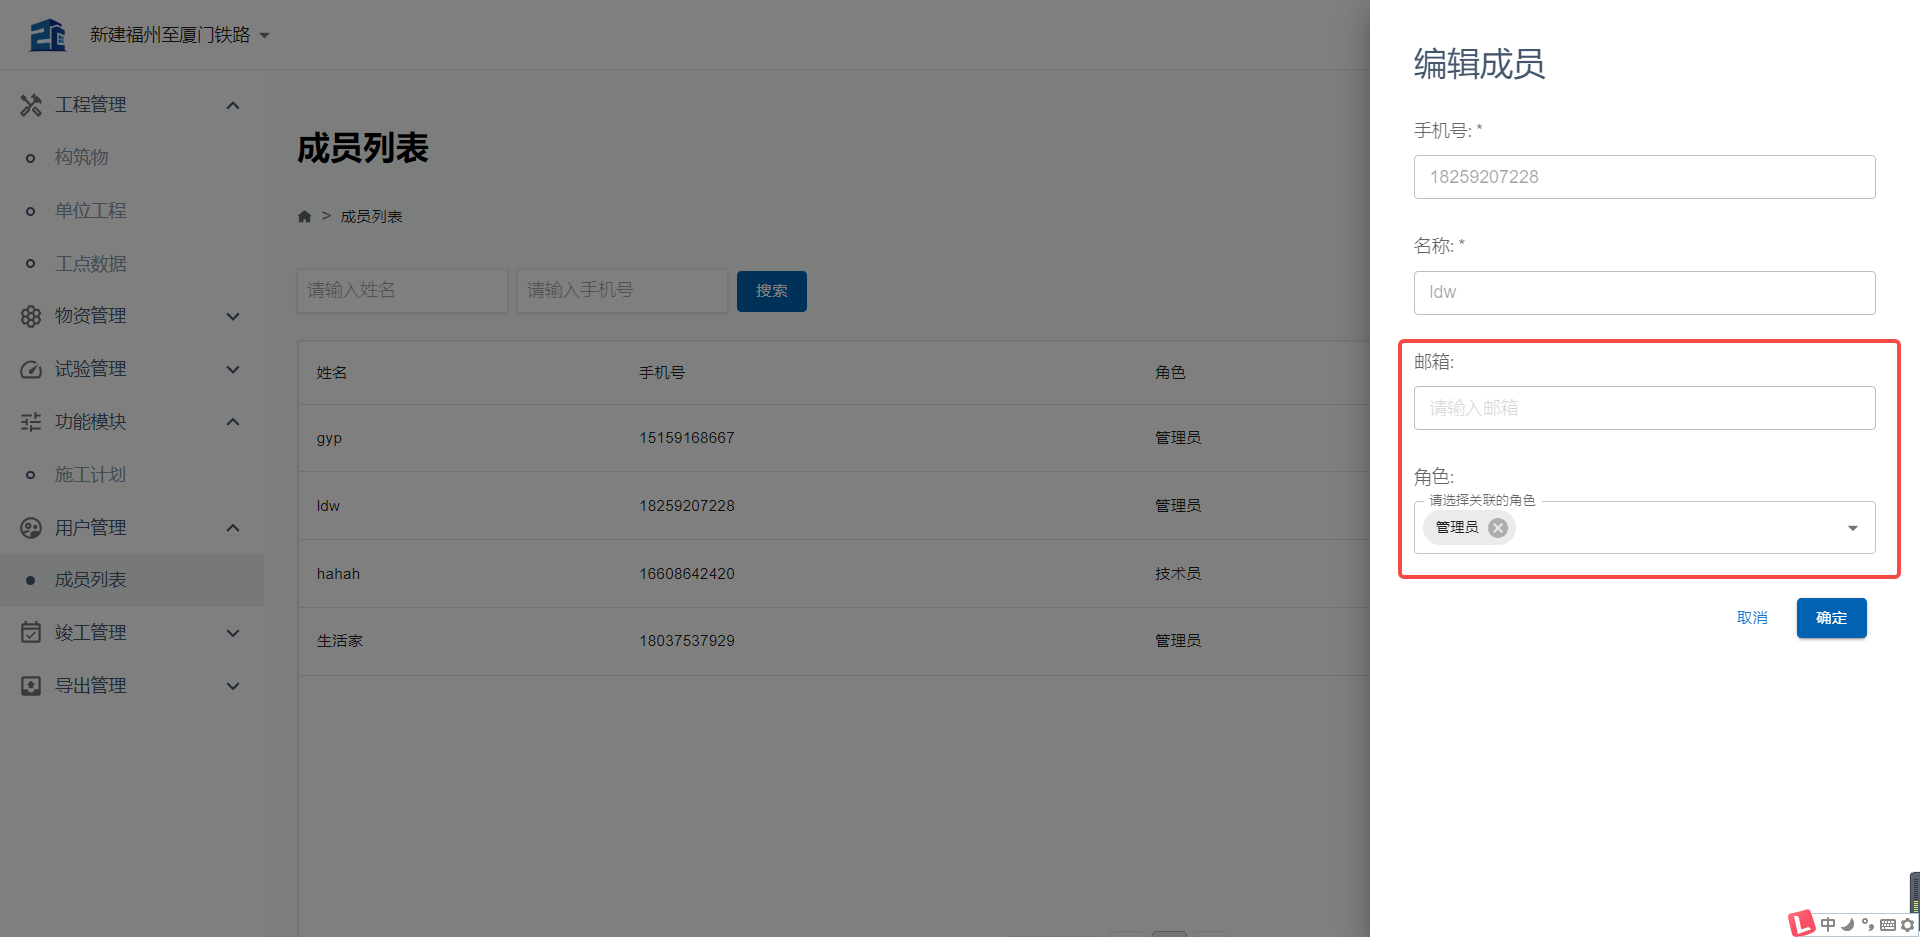 新建福州至厦门铁路
工程管理
构筑物
单位工程
工点数据
物资管理
试验管理
功能模块
施工计划
用户管理
成员列表
竣工管理
导出管理
成员列表
> 成员列表
请输入姓名 请输入手机号 搜索
姓名 手机号 角色
gyp 15159168667 管理员
ldw 18259207228 管理员
hahah 16608642420 技术员
生活家 18037537929 管理员
编辑成员
手机号: *
18259207228
名称: *
ldw
邮箱:
请输入邮箱
角色:
请选择关联的角色
管理员
取消 确定
中